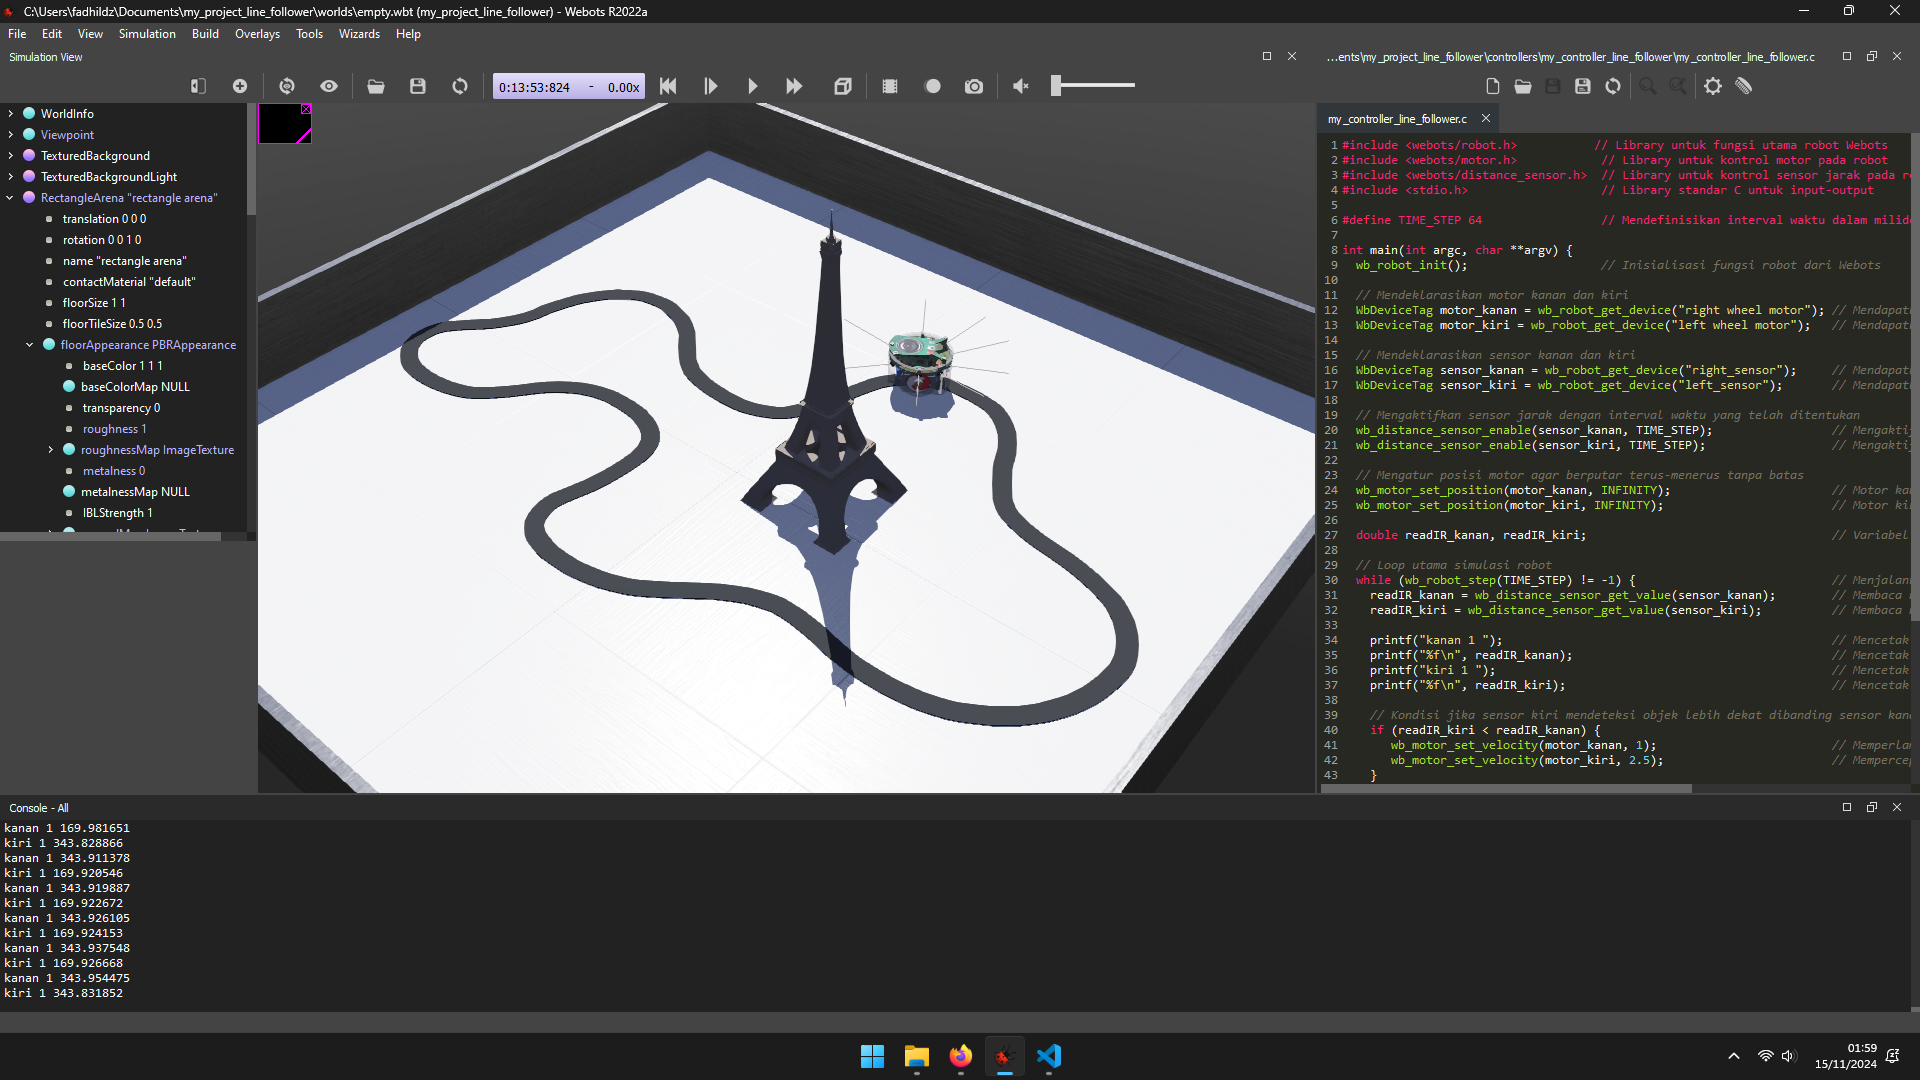 C:\Users\fadhildz\Documents\my_project_line_follower\worlds\empty.wbt (my_project_line_follower) - Webots R2022a
File Edit View Simulation Build Overlays Tools Wizards Help
Simulation View
0:13:53:824 - 0.00x
WorldInfo
Viewpoint
TexturedBackground
TexturedBackgroundLight
RectangleArena "rectangle arena"
translation 0 0 0
rotation 0 0 1 0
name "rectangle arena"
contactMaterial "default"
floorSize 1 1
floorTileSize 0.5 0.5
floorAppearance PBRAppearance
baseColor 1 1 1
baseColorMap NULL
transparency 0
roughness 1
roughnessMap ImageTexture
metalness 0
metalnessMap NULL
IBLStrength 1
...ents\my_project_line_follower\controllers\my_controller_line_follower\my_controller_line_follower.c
my_controller_line_follower.c
1 #include <webots/robot.h> // Library untuk fungsi utama robot Webots
2 #include <webots/motor.h> // Library untuk kontrol motor pada robot
3 #include <webots/distance_sensor.h> // Library untuk kontrol sensor jarak pada r
4 #include <stdio.h> // Library standar C untuk input-output
5
6 #define TIME_STEP 64 // Mendefinisikan interval waktu dalam milid
7
8 int main(int argc, char **argv) {
9 wb_robot_init(); // Inisialisasi fungsi robot dari Webots
10
11 // Mendeklarasikan motor kanan dan kiri
12 WbDeviceTag motor_kanan = wb_robot_get_device("right wheel motor"); // Mendapat
13 WbDeviceTag motor_kiri = wb_robot_get_device("left wheel motor"); // Mendapat
14
15 // Mendeklarasikan sensor kanan dan kiri
16 WbDeviceTag sensor_kanan = wb_robot_get_device("right_sensor"); // Mendapat
17 WbDeviceTag sensor_kiri = wb_robot_get_device("left_sensor"); // Mendapat
18
19 // Mengaktifkan sensor jarak dengan interval waktu yang telah ditentukan
20 wb_distance_sensor_enable(sensor_kanan, TIME_STEP); // Mengakti
21 wb_distance_sensor_enable(sensor_kiri, TIME_STEP); // Mengakti
22
23 // Mengatur posisi motor agar berputar terus-menerus tanpa batas
24 wb_motor_set_position(motor_kanan, INFINITY); // Motor ka
25 wb_motor_set_position(motor_kiri, INFINITY); // Motor ki
26
27 double readIR_kanan, readIR_kiri; // Variabel
28
29 // Loop utama simulasi robot
30 while (wb_robot_step(TIME_STEP) != -1) { // Menjalan
31 readIR_kanan = wb_distance_sensor_get_value(sensor_kanan); // Membaca
32 readIR_kiri = wb_distance_sensor_get_value(sensor_kiri); // Membaca
33
34 printf("kanan 1 "); // Mencetak
35 printf("%f\n", readIR_kanan); // Mencetak
36 printf("kiri 1 "); // Mencetak
37 printf("%f\n", readIR_kiri); // Mencetak
38
39 // Kondisi jika sensor kiri mendeteksi objek lebih dekat dibanding sensor kan
40 if (readIR_kiri < readIR_kanan) {
41 wb_motor_set_velocity(motor_kanan, 1); // Memperla
42 wb_motor_set_velocity(motor_kiri, 2.5); // Memperce
43 }
Console - All
kanan 1 169.981651
kiri 1 343.828866
kanan 1 343.911378
kiri 1 169.920546
kanan 1 343.919887
kiri 1 169.922672
kanan 1 343.926105
kiri 1 169.924153
kanan 1 343.937548
kiri 1 169.926668
kanan 1 343.954475
kiri 1 343.831852
01:59
15/11/2024